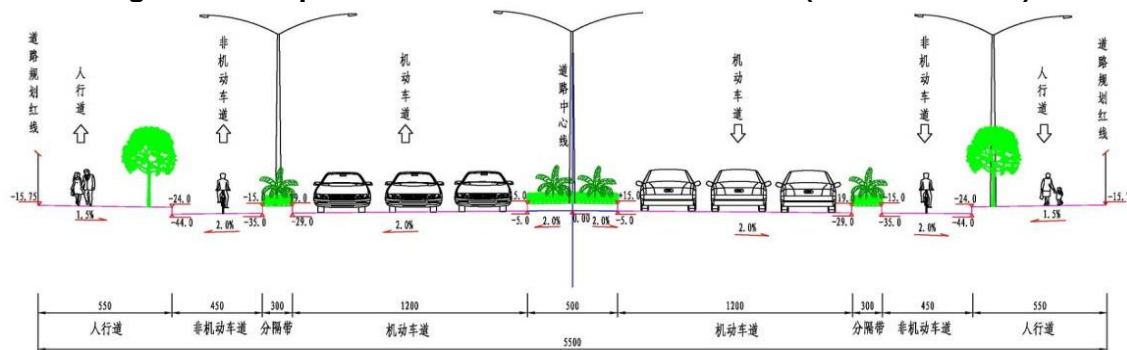 道路规划红线
人行道
非机动车道
机动车道
道路中心线
机动车道
非机动车道
人行道
道路规划红线
-15.75 -24.0 -15. 5.0 +15.0 -15.0 -24.0 -15.7
1.5% -44.0 2.0% -35.0 -29.0 2.0% -5.0 2.0% 0.00 2.0% -5.0 2.0% -29.0 -35.0 2.0% -44.0 1.5%
550 450 300 1200 500 1200 300 450 550
人行道 非机动车道 分隔带 机动车道 机动车道 分隔带 非机动车道 人行道
5500